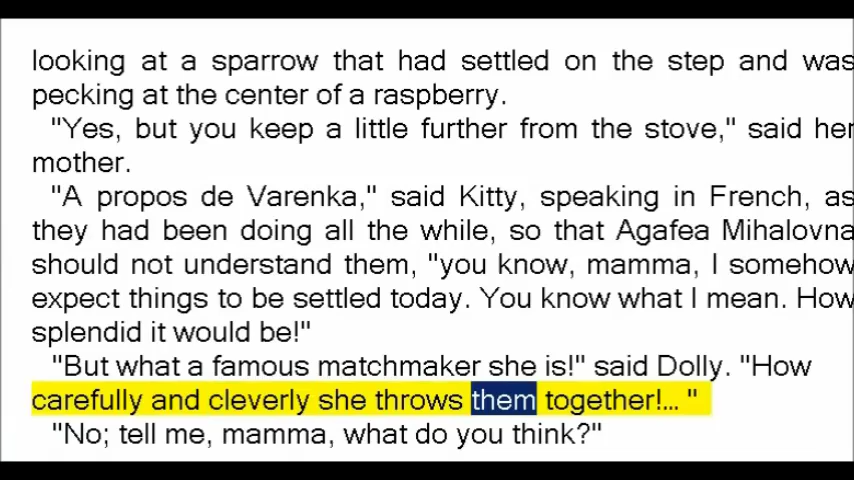 looking at a sparrow that had settled on the step and was
pecking at the center of a raspberry.
"Yes, but you keep a little further from the stove," said her
mother.
"A propos de Varenka," said Kitty, speaking in French, as
they had been doing all the while, so that Agafea Mihalovna
should not understand them, "you know, mamma, I somehow
expect things to be settled today. You know what I mean. How
splendid it would be!"
"But what a famous matchmaker she is!" said Dolly. "How
carefully and cleverly she throws them together!... "
"No; tell me, mamma, what do you think?"